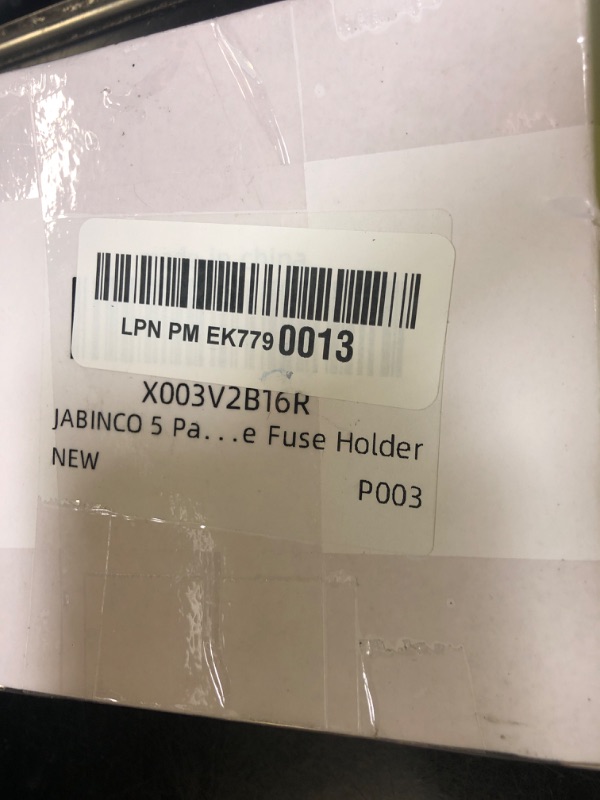 LPN PM EK779 0013
X003V2B16R
JABINCO 5 Pa...e Fuse Holder
NEW
P003